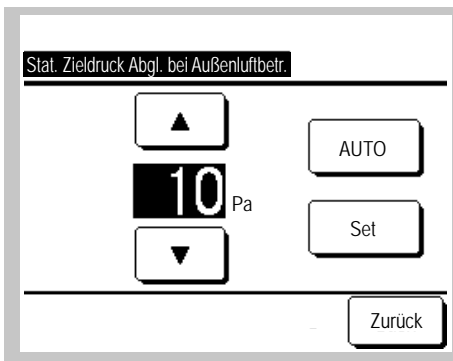 Stat. Zieldruck Abgl. bei Außenluftbetr.
▲
AUTO
10 Pa
Set
▼
Zurück